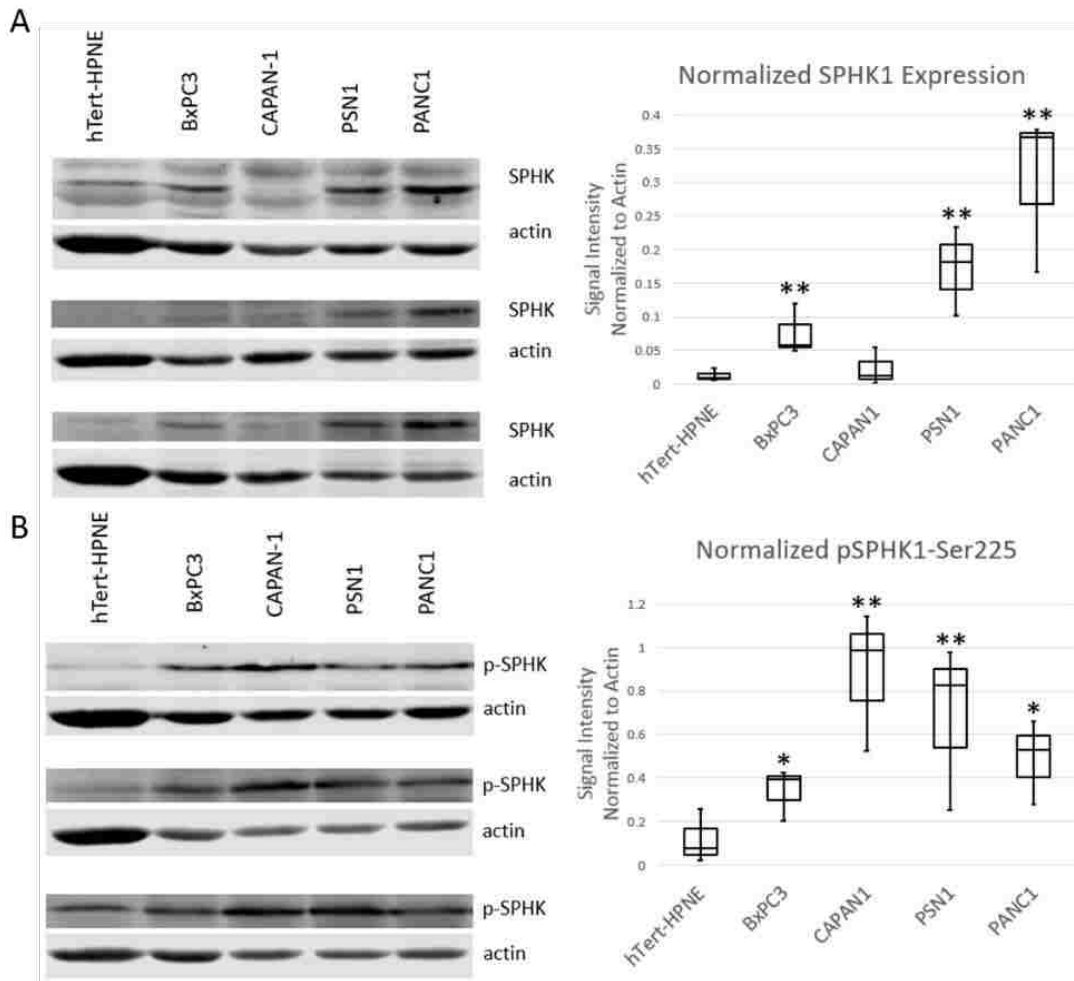 A
hTert-HPNE
BxPC3
CAPAN-1
PSN1
PANC1
SPHK
actin
SPHK
actin
SPHK
actin
Normalized SPHK1 Expression
Signal Intensity
Normalized to Actin
0.4
0.35
0.3
0.25
0.2
0.15
0.1
0.05
0
**
**
**
hTert-HPNE
BxPC3
CAPAN1
PSN1
PANC1
B
hTert-HPNE
BxPC3
CAPAN-1
PSN1
PANC1
p-SPHK
actin
p-SPHK
actin
p-SPHK
actin
Normalized pSPHK1-Ser225
Signal Intensity
Normalized to Actin
1.2
1
0.8
0.6
0.4
0.2
0
*
**
**
*
hTert-HPNE
BxPC3
CAPAN1
PSN1
PANC1